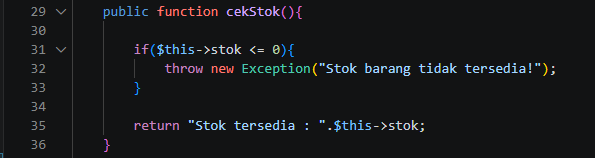 29 public function cekStok(){
30
31 if($this->stok <= 0){
32 throw new Exception("Stok barang tidak tersedia!");
33 }
34
35 return "Stok tersedia : ".$this->stok;
36 }